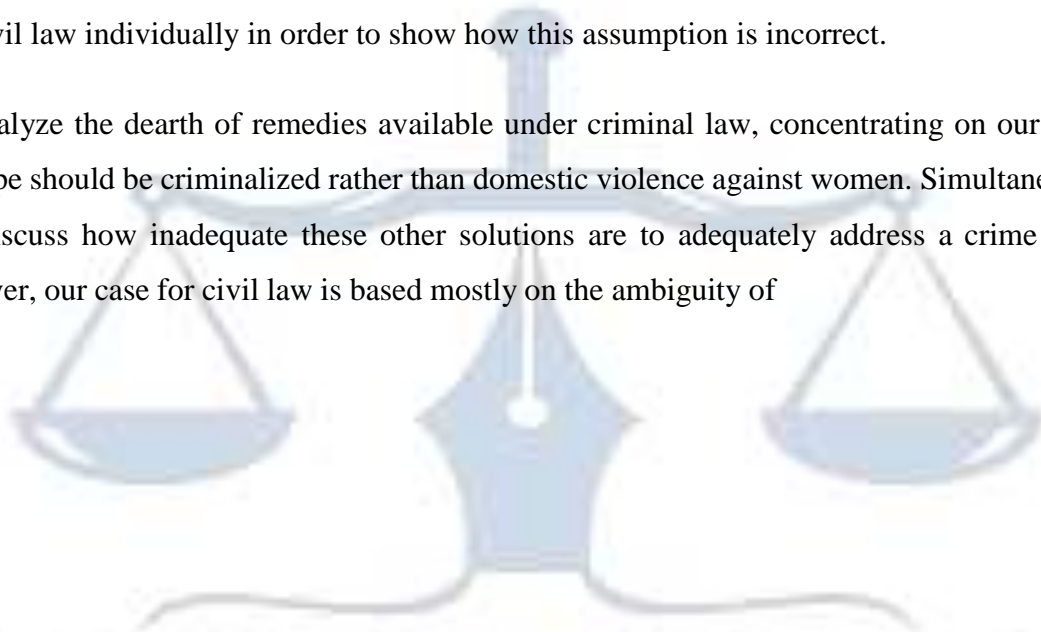 vil law individually in order to show how this assumption is incorrect.
alyze the dearth of remedies available under criminal law, concentrating on our
pe should be criminalized rather than domestic violence against women. Simultane
iscuss how inadequate these other solutions are to adequately address a crime
ver, our case for civil law is based mostly on the ambiguity of